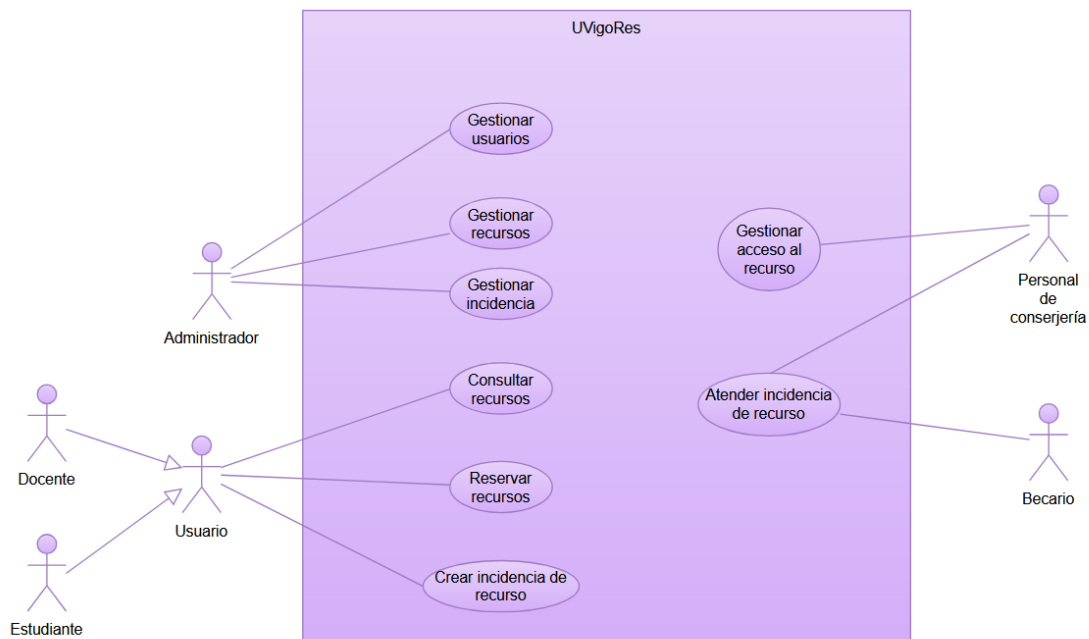 UVigoRes
Gestionar
usuarios
Gestionar
recursos
Gestionar
incidencia
Administrador
Consultar
recursos
Docente
Usuario
Reservar
recursos
Crear incidencia de
recurso
Estudiante
Gestionar
acceso al
recurso
Personal
de
conserjería
Atender incidencia
de recurso
Becario